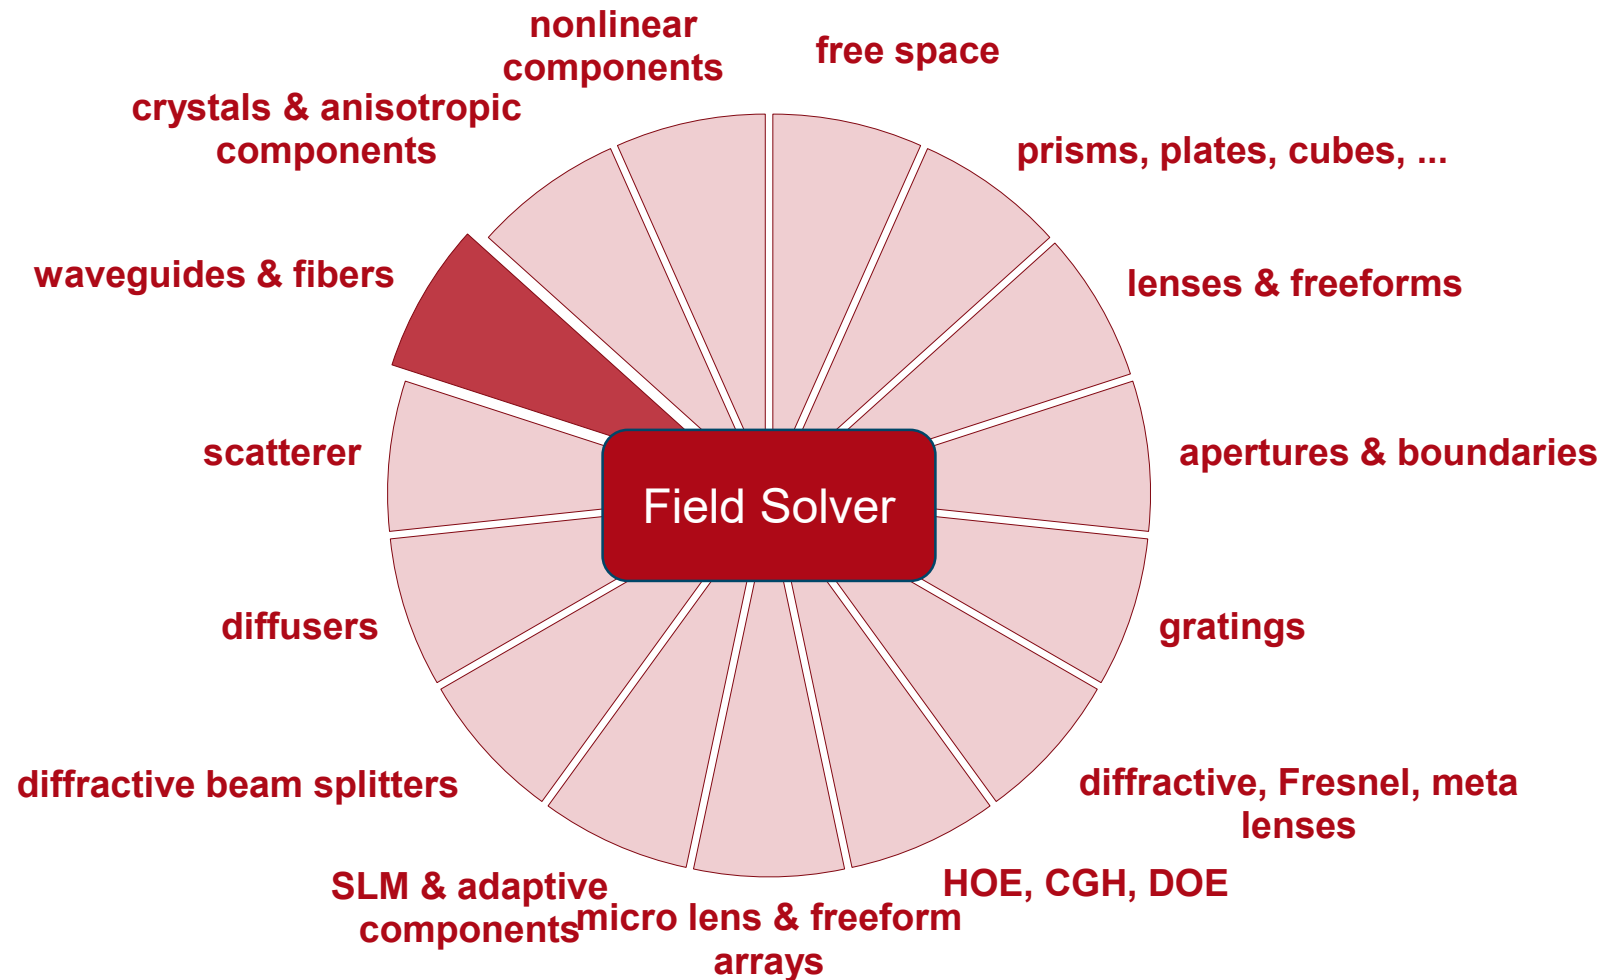 nonlinear
components
free space
crystals & anisotropic
components
prisms, plates, cubes, ...
waveguides & fibers
lenses & freeforms
scatterer
apertures & boundaries
Field Solver
diffusers
gratings
diffractive beam splitters
diffractive, Fresnel, meta
lenses
SLM & adaptive
components
HOE, CGH, DOE
micro lens & freeform
arrays